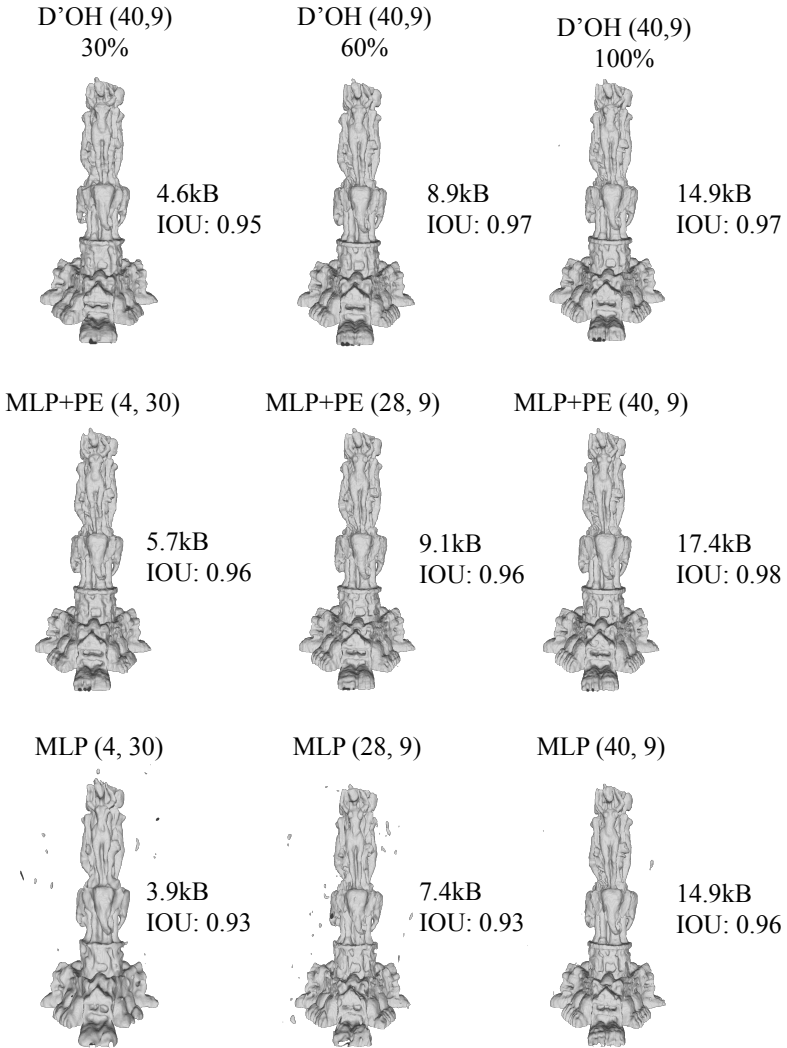 D’OH (40,9)
30%
D’OH (40,9)
60%
D’OH (40,9)
100%
4.6kB
IOU: 0.95
8.9kB
IOU: 0.97
14.9kB
IOU: 0.97
MLP+PE (4, 30)
MLP+PE (28, 9)
MLP+PE (40, 9)
5.7kB
IOU: 0.96
9.1kB
IOU: 0.96
17.4kB
IOU: 0.98
MLP (4, 30)
MLP (28, 9)
MLP (40, 9)
3.9kB
IOU: 0.93
7.4kB
IOU: 0.93
14.9kB
IOU: 0.96